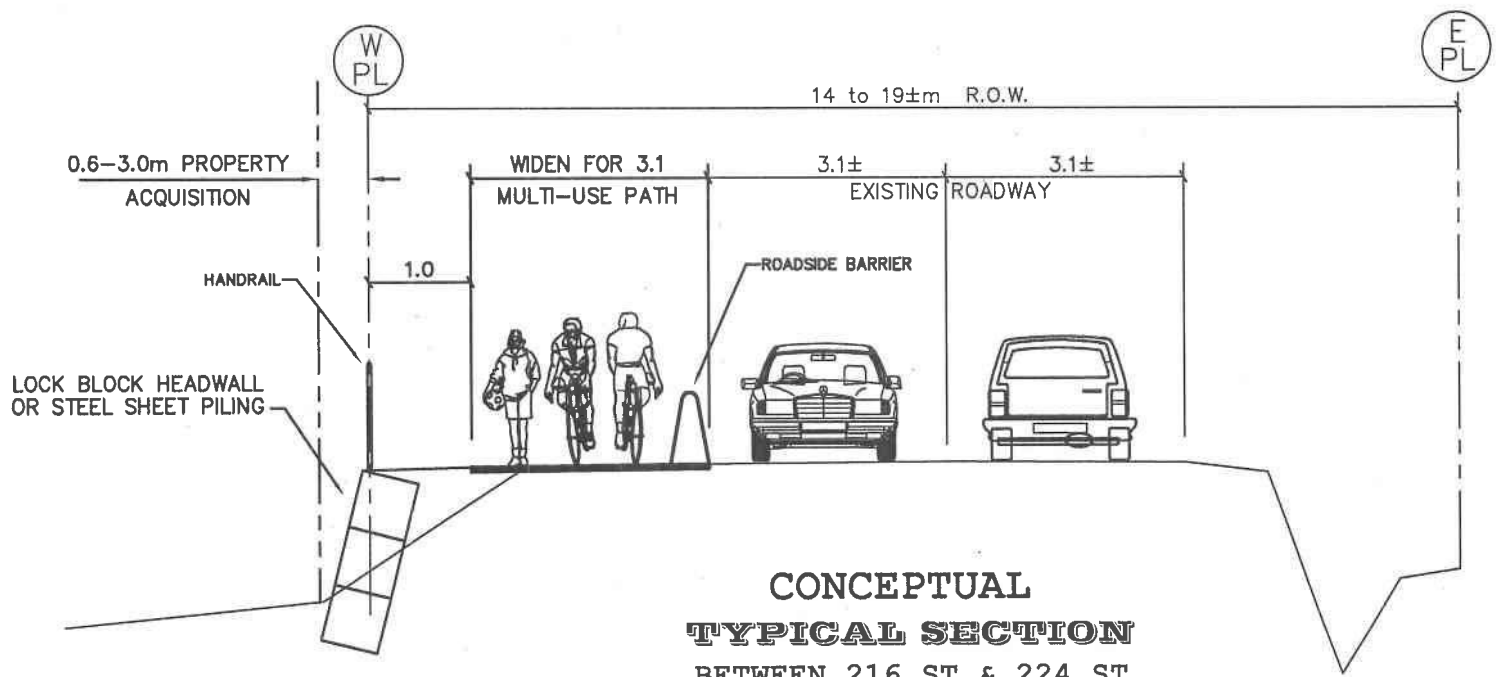 W
PL
E
PL
14 to 19±m R.O.W.
0.6-3.0m PROPERTY
ACQUISITION
WIDEN FOR 3.1
MULTI-USE PATH
3.1±
3.1±
EXISTING ROADWAY
1.0
HANDRAIL
ROADSIDE BARRIER
LOCK BLOCK HEADWALL
OR STEEL SHEET PILING
CONCEPTUAL
TYPICAL SECTION
BETWEEN 216 ST & 224 ST